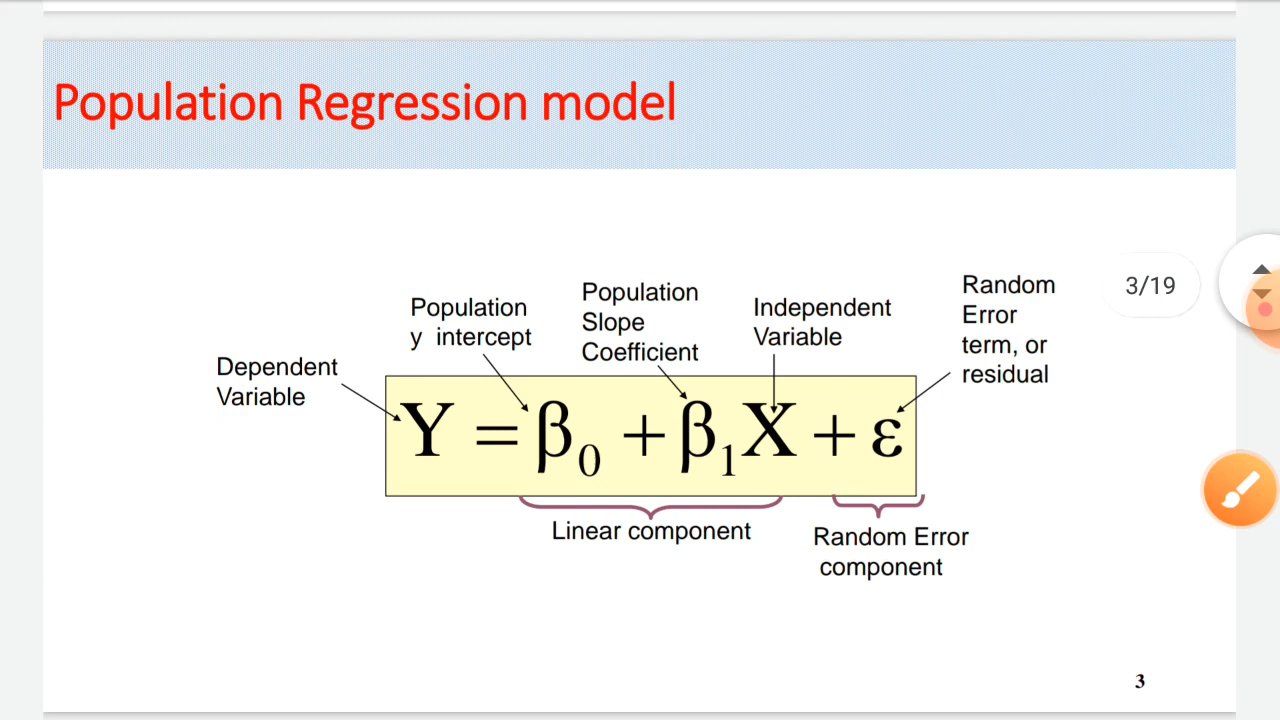 Population Regression model
3/19
Population
y intercept
Population
Slope
Coefficient
Independent
Variable
Random
Error
term, or
residual
Dependent
Variable
Y = β₀ + β₁X + ε
Linear component
Random Error
component
3